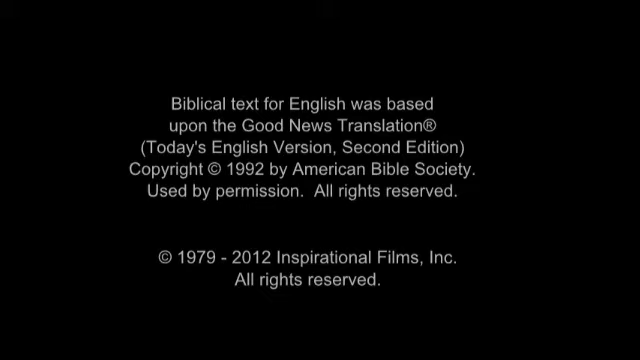 Biblical text for English was based
upon the Good News Translation®
(Today's English Version, Second Edition)
Copyright © 1992 by American Bible Society.
Used by permission.  All rights reserved.
© 1979 - 2012 Inspirational Films, Inc.
All rights reserved.